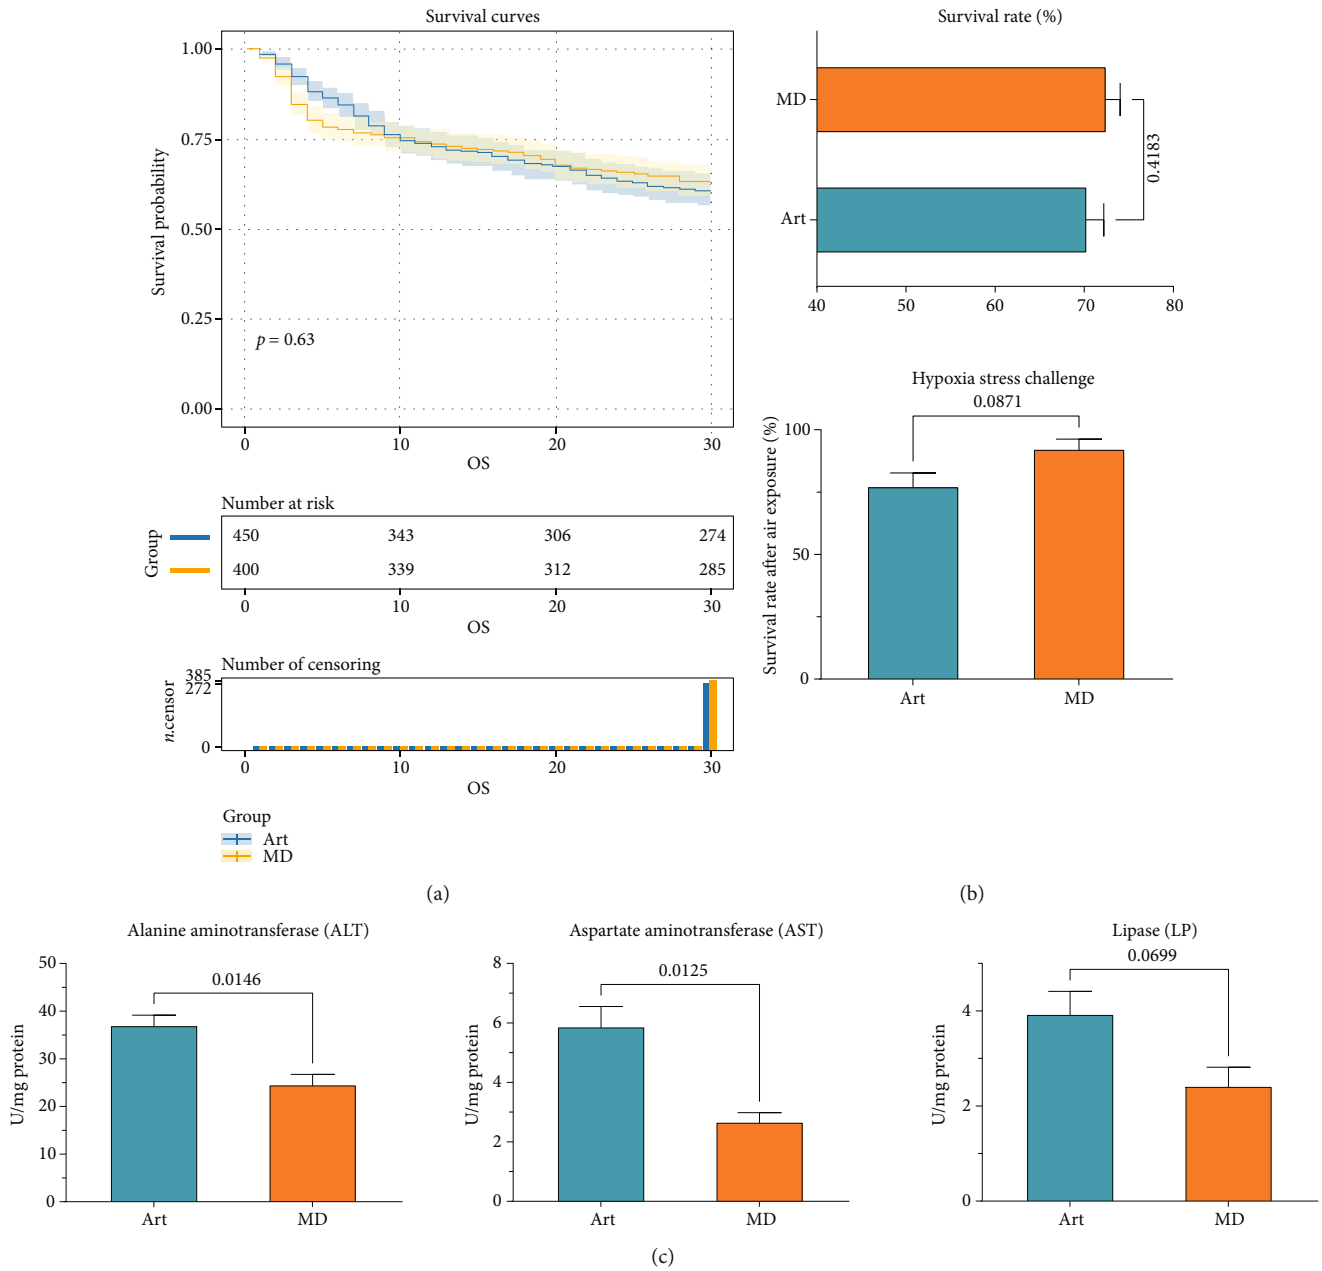 Survival curves
1.00
0.75
0.50
0.25
0.00
Survival probability
p = 0.63
0 10 20 30
OS
Number at risk
Group
450 343 306 274
400 339 312 285
0 10 20 30
OS
Number of censoring
n.censor
385
272
0
0 10 20 30
OS
Group
Art
MD
(a)
Survival rate (%)
MD
Art
0.4183
40 50 60 70 80
Hypoxia stress challenge
0.0871
Survival rate after air exposure (%)
100
50
0
Art MD
(b)
Alanine aminotransferase (ALT)
0.0146
U/mg protein
50
40
30
20
10
0
Art MD
Aspartate aminotransferase (AST)
0.0125
U/mg protein
8
6
4
2
0
Art MD
Lipase (LP)
0.0699
U/mg protein
4
2
0
Art MD
(c)